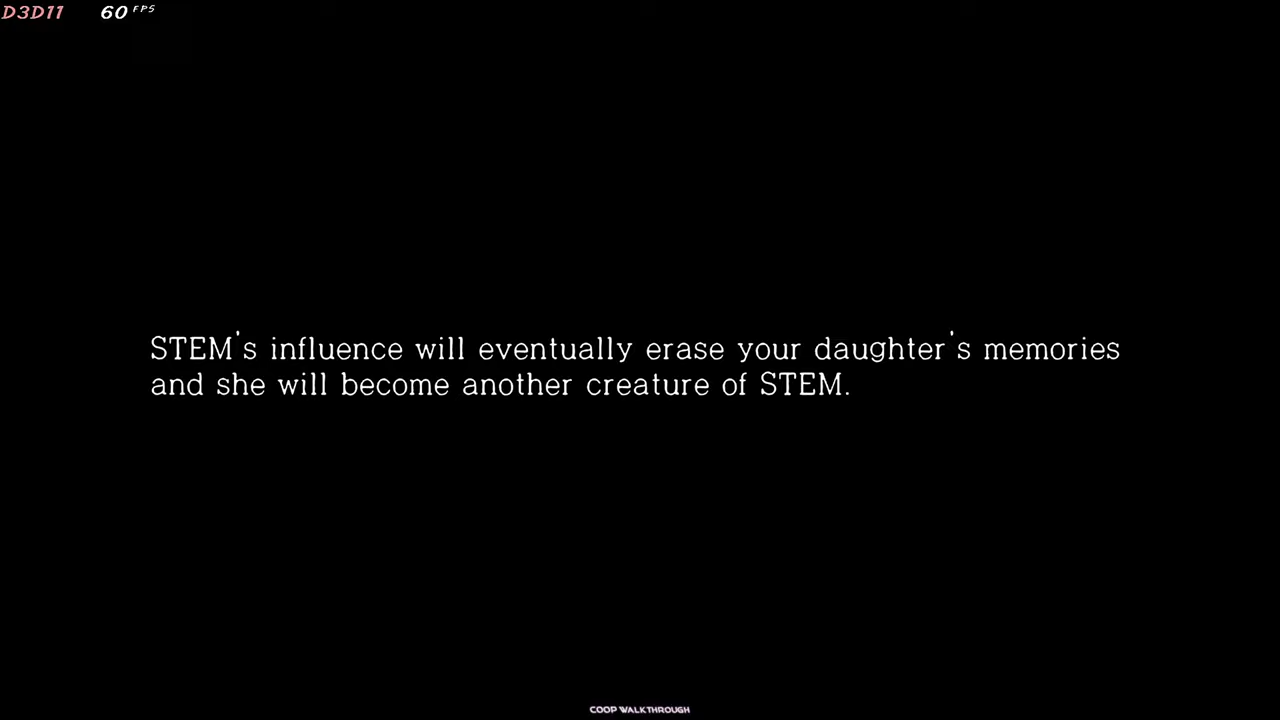 D3D11 60 FPS
STEM's influence will eventually erase your daughter's memories
and she will become another creature of STEM.
COOP WALKTHROUGH